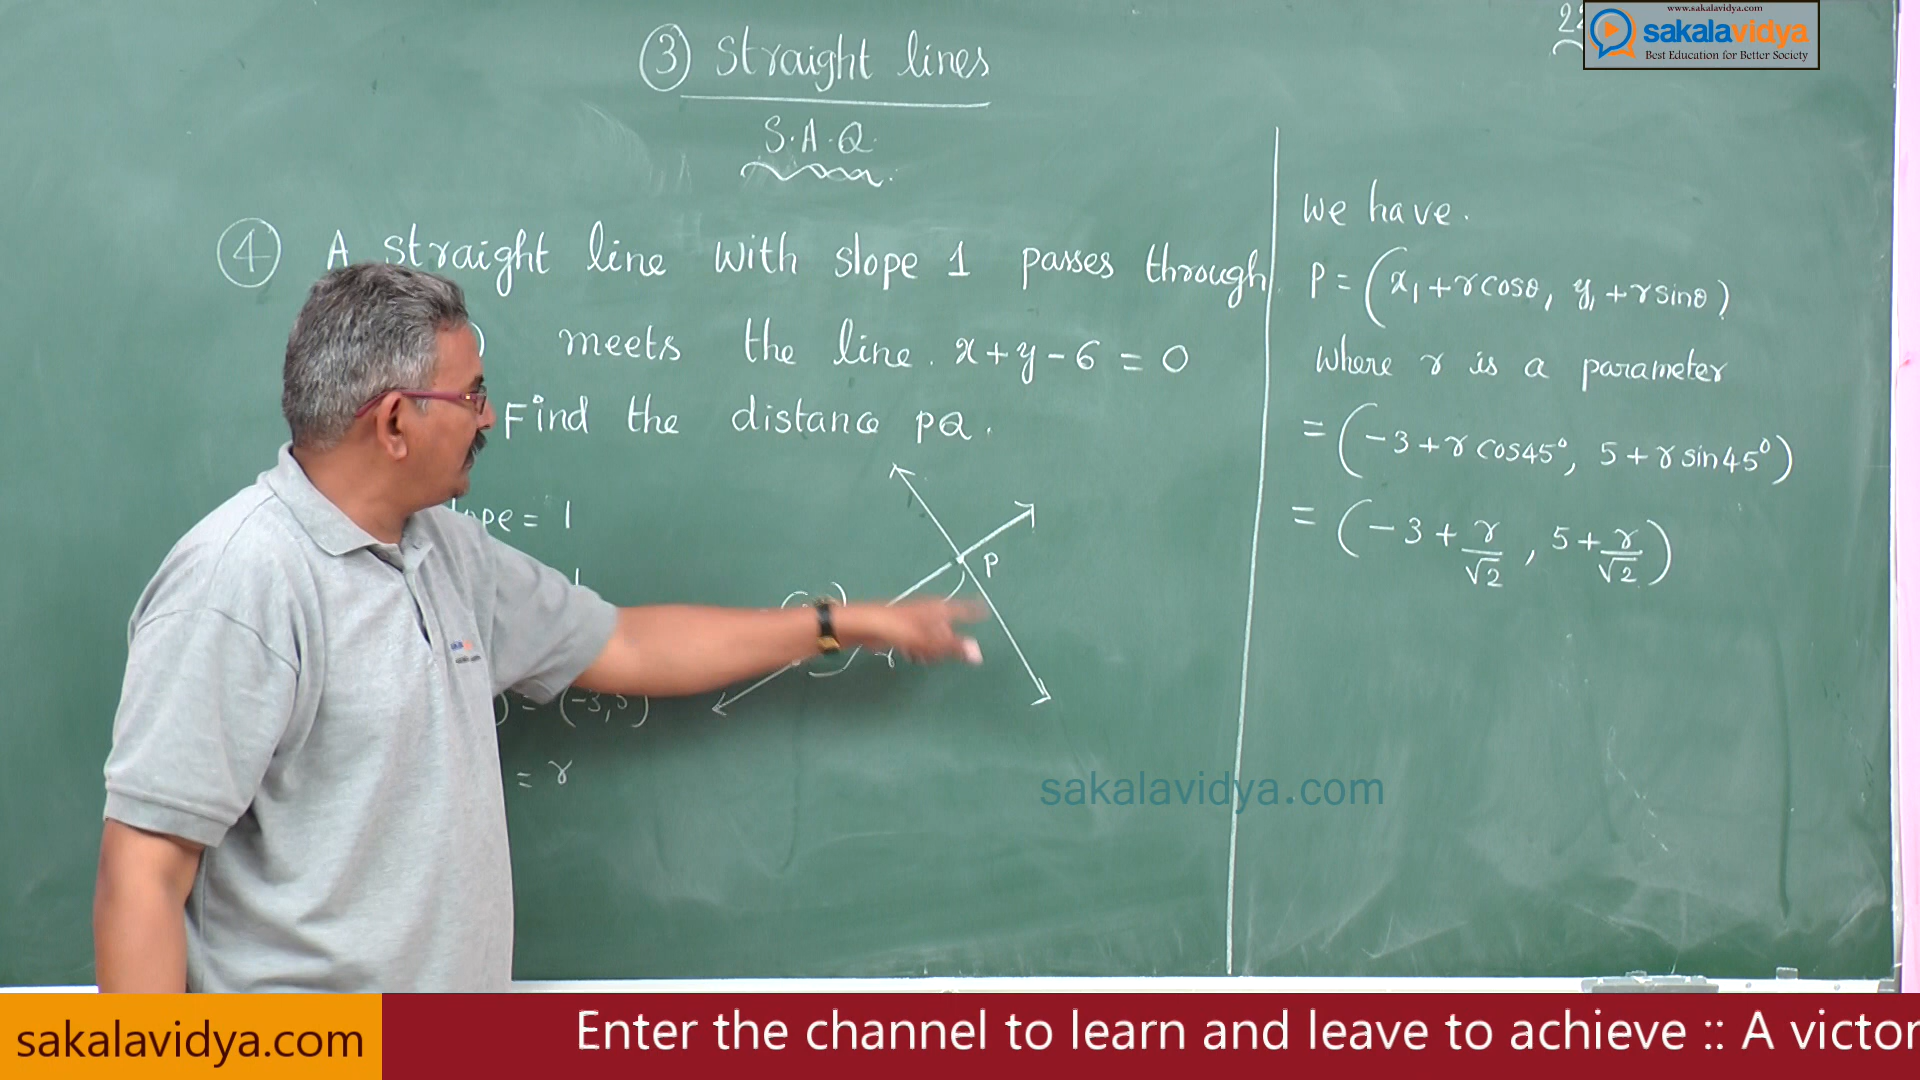 ③ Straight lines
S.A.Q.
④ A straight line with slope 1 passes through
) meets the line. x+y-6=0
Find the distance PQ.
slope = 1
P
r
= (-3,5)
= r
We have.
P = (x₁+rcosθ, y₁+rsinθ)
Where r is a parameter
= (-3+r cos45°, 5+r sin45°)
= (-3+r/√2, 5+r/√2)
www.sakalavidya.com
sakalavidya
Best Education for Better Society
sakalavidya.com
sakalavidya.com
Enter the channel to learn and leave to achieve :: A victor